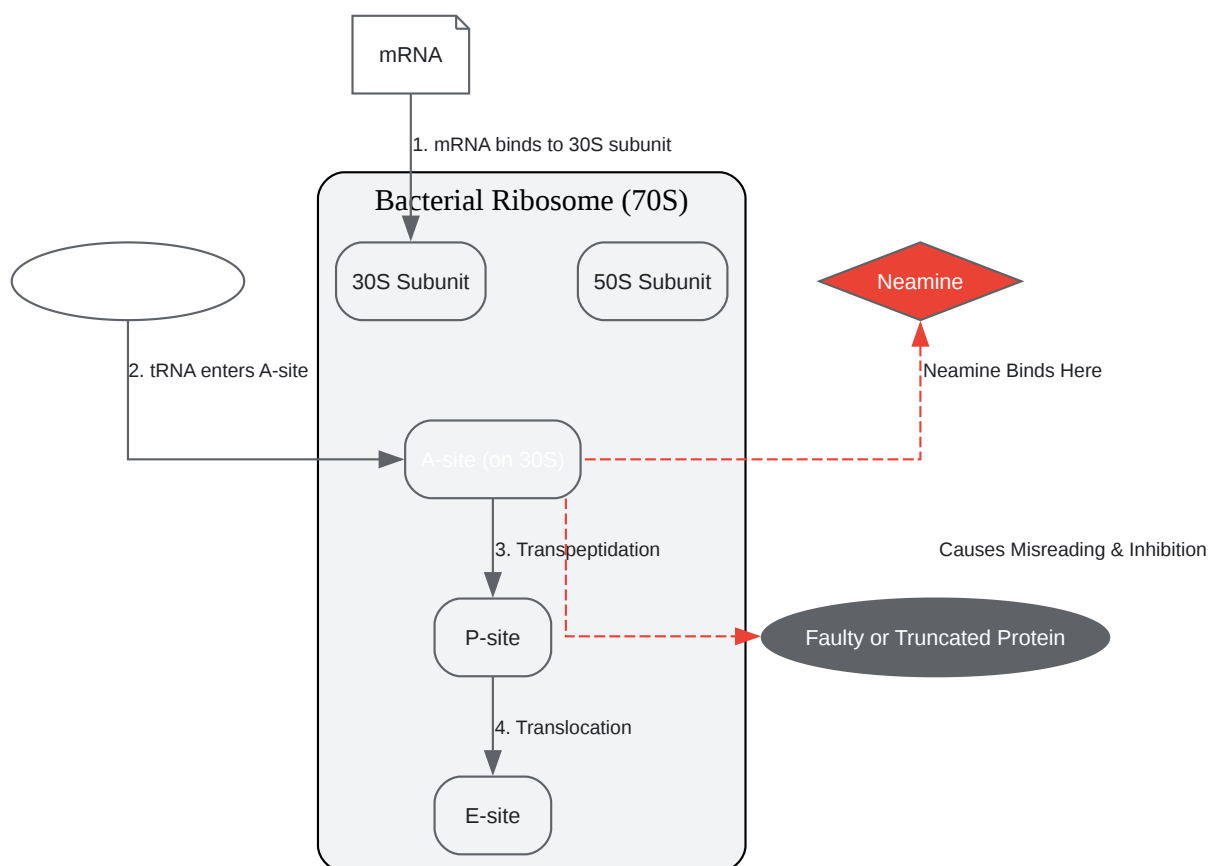 mRNA
1. mRNA binds to 30S subunit
Bacterial Ribosome (70S)
30S Subunit
50S Subunit
Neamine
2. tRNA enters A-site
Neamine Binds Here
A-site (on 30S)
3. Transpeptidation
Causes Misreading & Inhibition
P-site
Faulty or Truncated Protein
4. Translocation
E-site